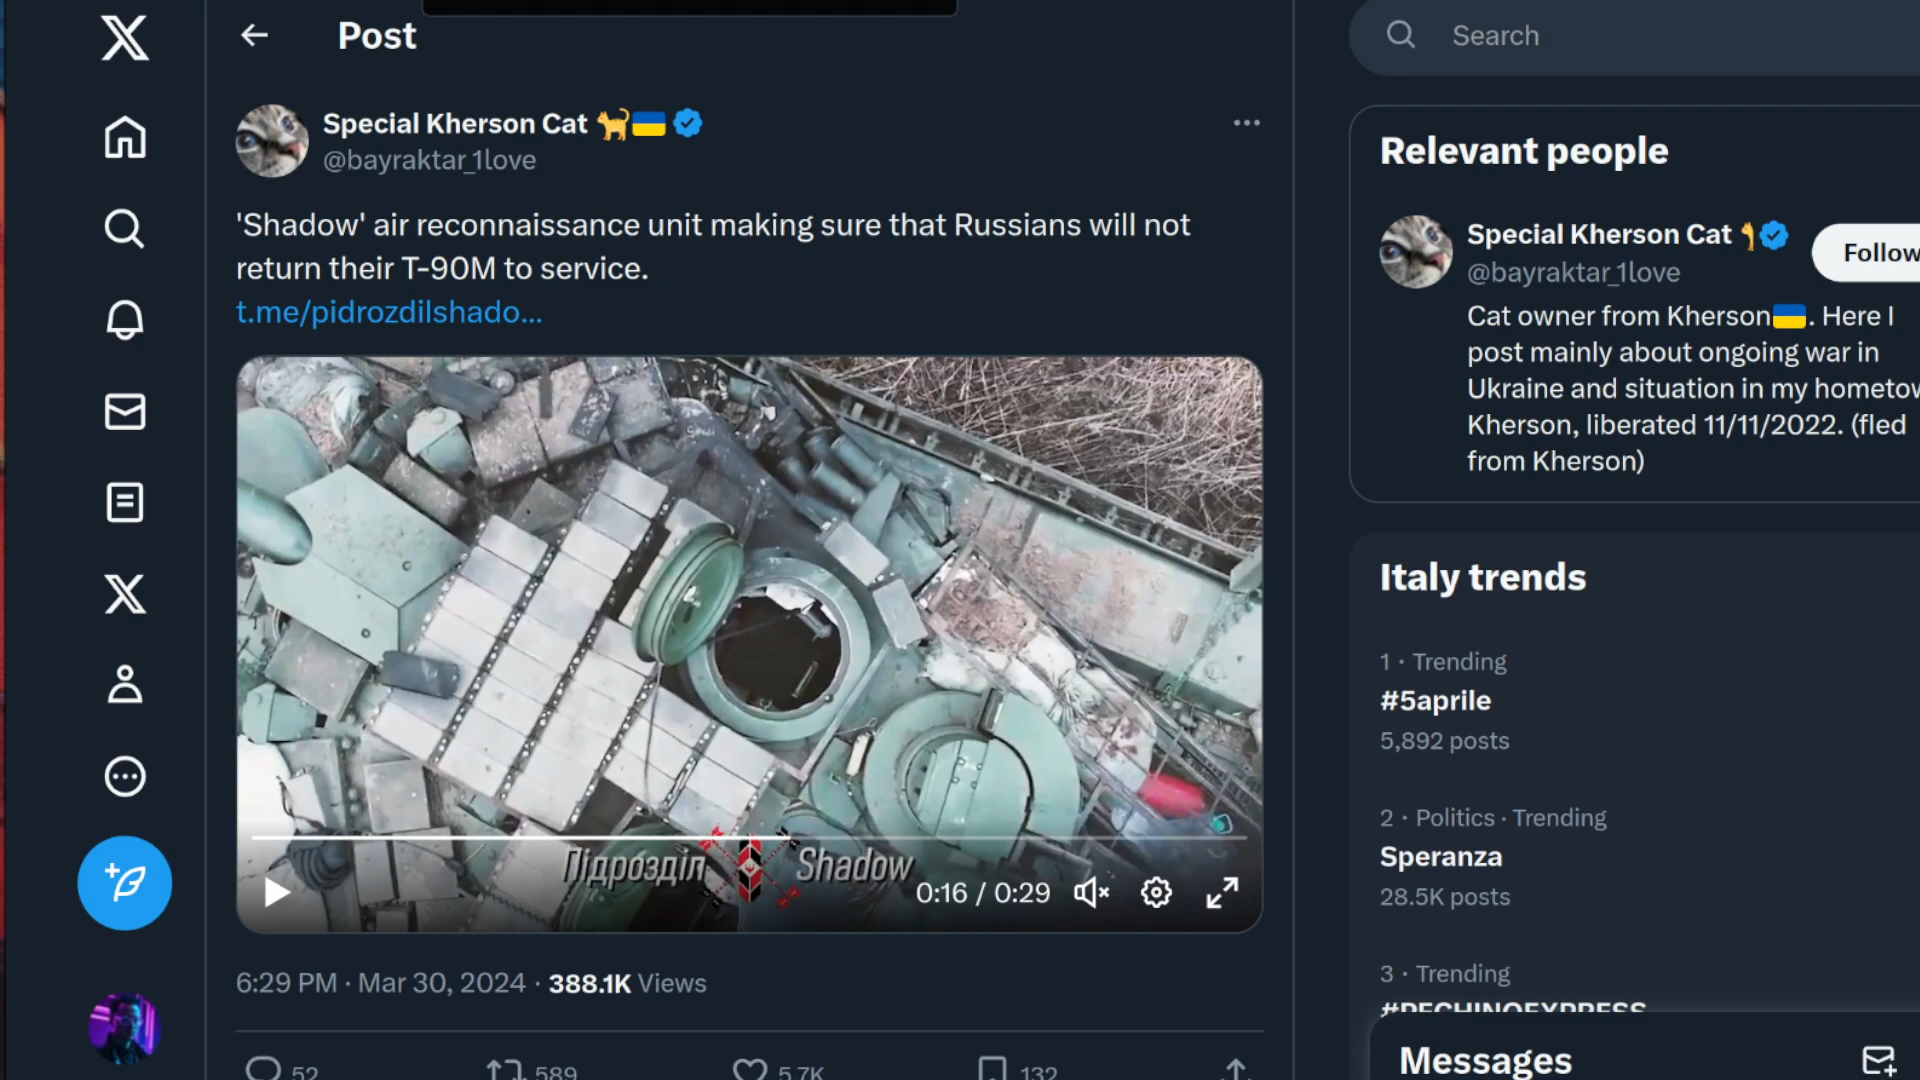 Post
Search
Special Kherson Cat
@bayraktar_1love
'Shadow' air reconnaissance unit making sure that Russians will not
return their T-90M to service.
t.me/pidrozdilshado...
Підрозділ Shadow
0:16 / 0:29
6:29 PM · Mar 30, 2024 · 388.1K Views
52 589 5.7K 132
Relevant people
Special Kherson Cat
@bayraktar_1love
Follow
Cat owner from Kherson. Here I
post mainly about ongoing war in
Ukraine and situation in my hometow
Kherson, liberated 11/11/2022. (fled
from Kherson)
Italy trends
1 · Trending
#5aprile
5,892 posts
2 · Politics · Trending
Speranza
28.5K posts
3 · Trending
#PECHINOEXPRESS
Messages